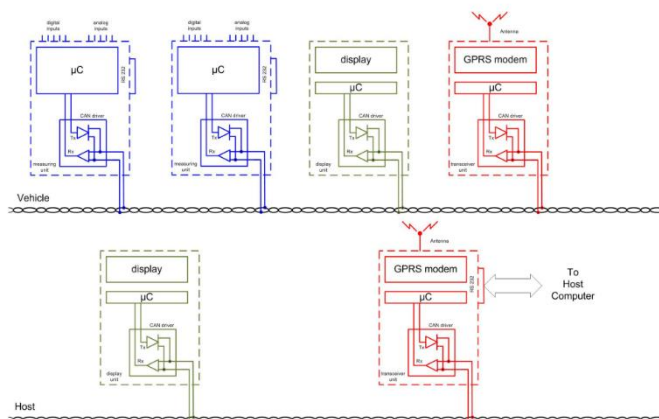 digital
inputs
analog
inputs
µC
RS 232
CAN driver
Tx
Rx
measuring
unit
digital
inputs
analog
inputs
µC
RS 232
CAN driver
Tx
Rx
measuring
unit
display
µC
CAN driver
Tx
Rx
display
unit
Antenna
GPRS modem
µC
CAN driver
Tx
Rx
transceiver
unit
Vehicle
display
µC
CAN driver
Tx
Rx
display
unit
Antenna
GPRS modem
RS 232
µC
CAN driver
Tx
Rx
transceiver
unit
To
Host
Computer
Host